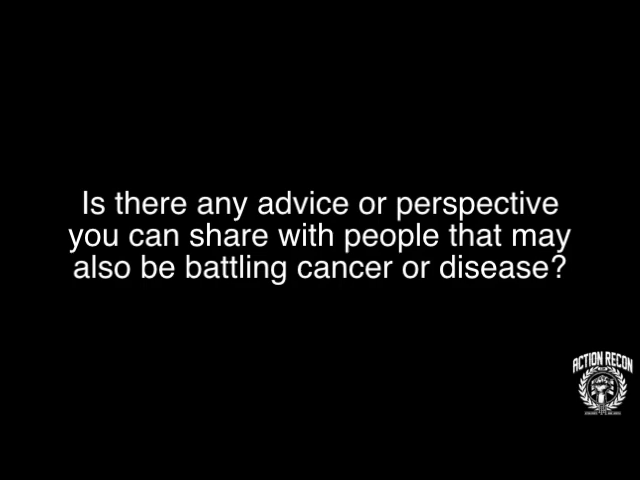 Is there any advice or perspective
you can share with people that may
also be battling cancer or disease?
ACTION RECON